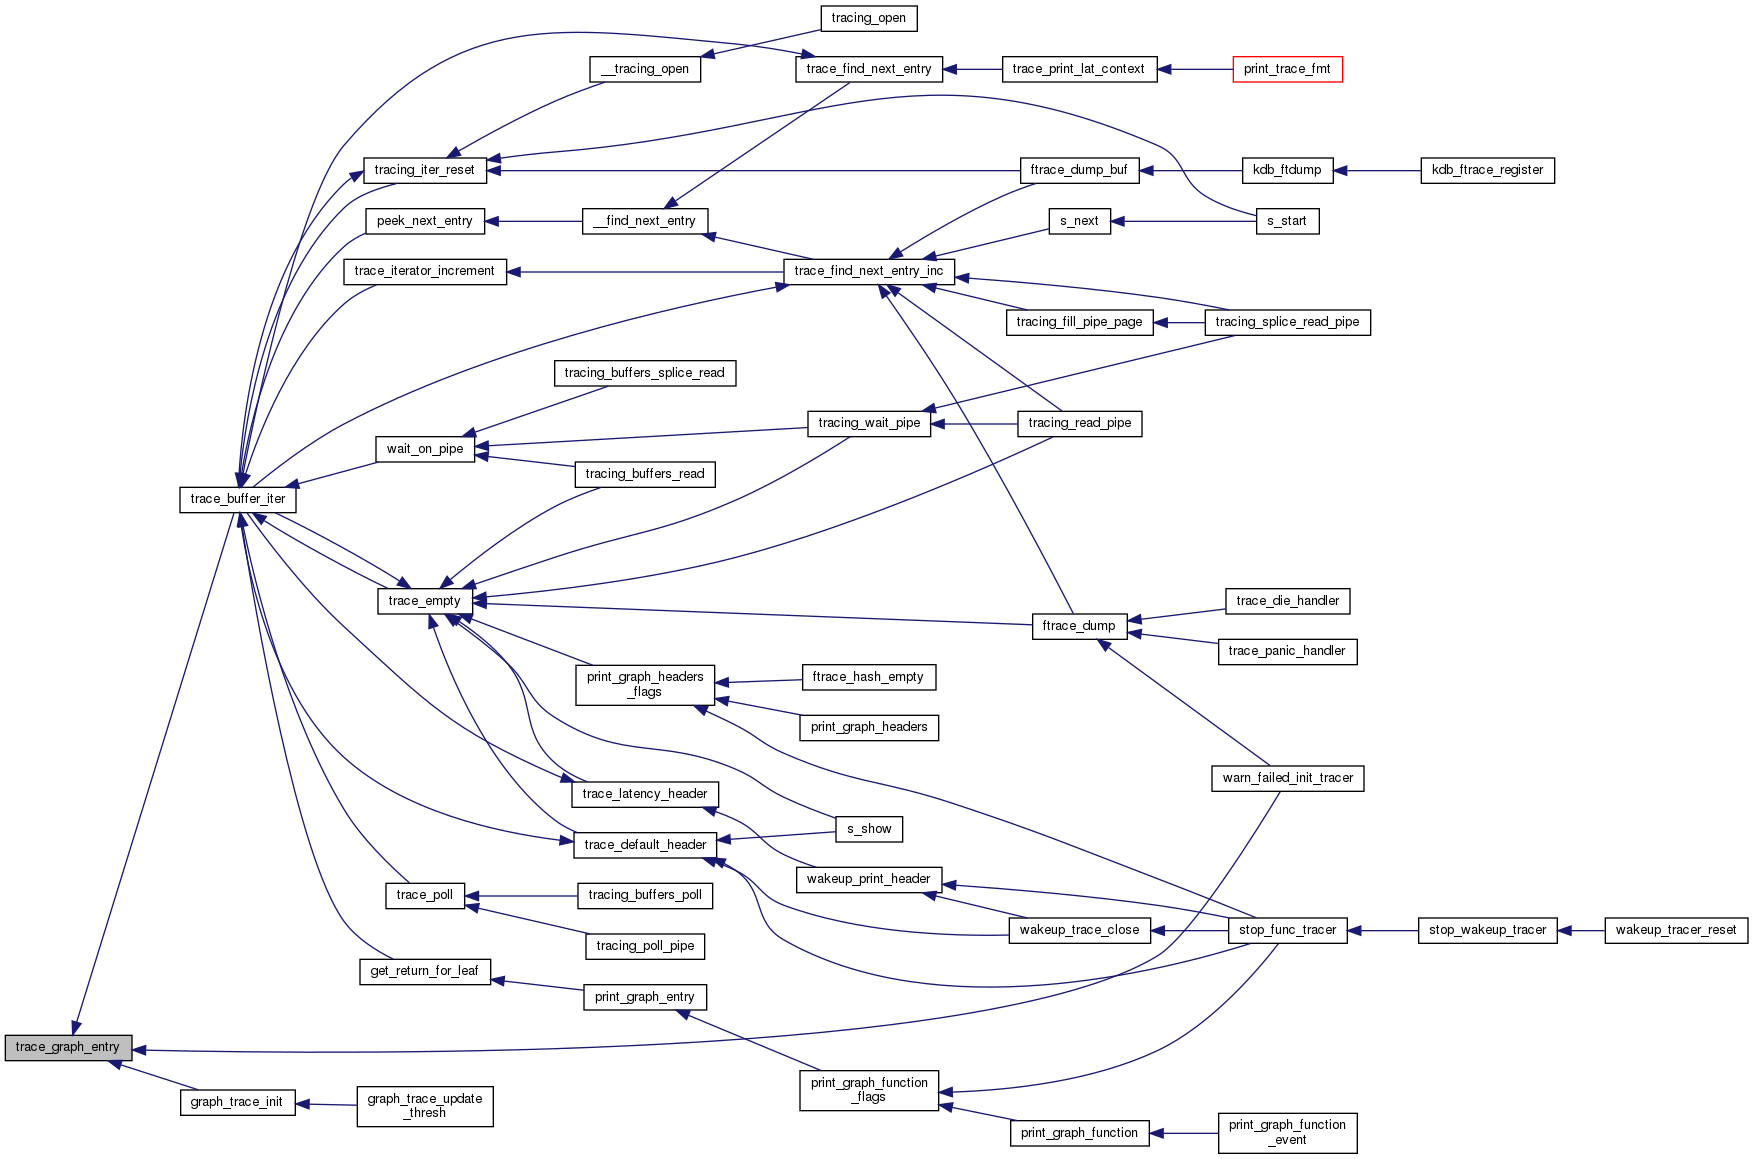 tracing_open
__tracing_open
trace_find_next_entry
trace_print_lat_context
print_trace_fmt
tracing_iter_reset
ftrace_dump_buf
kdb_ftdump
kdb_ftrace_register
peek_next_entry
__find_next_entry
s_next
s_start
trace_iterator_increment
trace_find_next_entry_inc
tracing_fill_pipe_page
tracing_splice_read_pipe
tracing_buffers_splice_read
tracing_wait_pipe
tracing_read_pipe
wait_on_pipe
tracing_buffers_read
trace_buffer_iter
trace_empty
trace_die_handler
ftrace_dump
trace_panic_handler
print_graph_headers
_flags
ftrace_hash_empty
print_graph_headers
warn_failed_init_tracer
trace_latency_header
s_show
trace_default_header
wakeup_print_header
trace_poll
tracing_buffers_poll
wakeup_trace_close
stop_func_tracer
stop_wakeup_tracer
wakeup_tracer_reset
tracing_poll_pipe
get_return_for_leaf
print_graph_entry
trace_graph_entry
print_graph_function
_flags
graph_trace_init
graph_trace_update
_thresh
print_graph_function
print_graph_function
_event